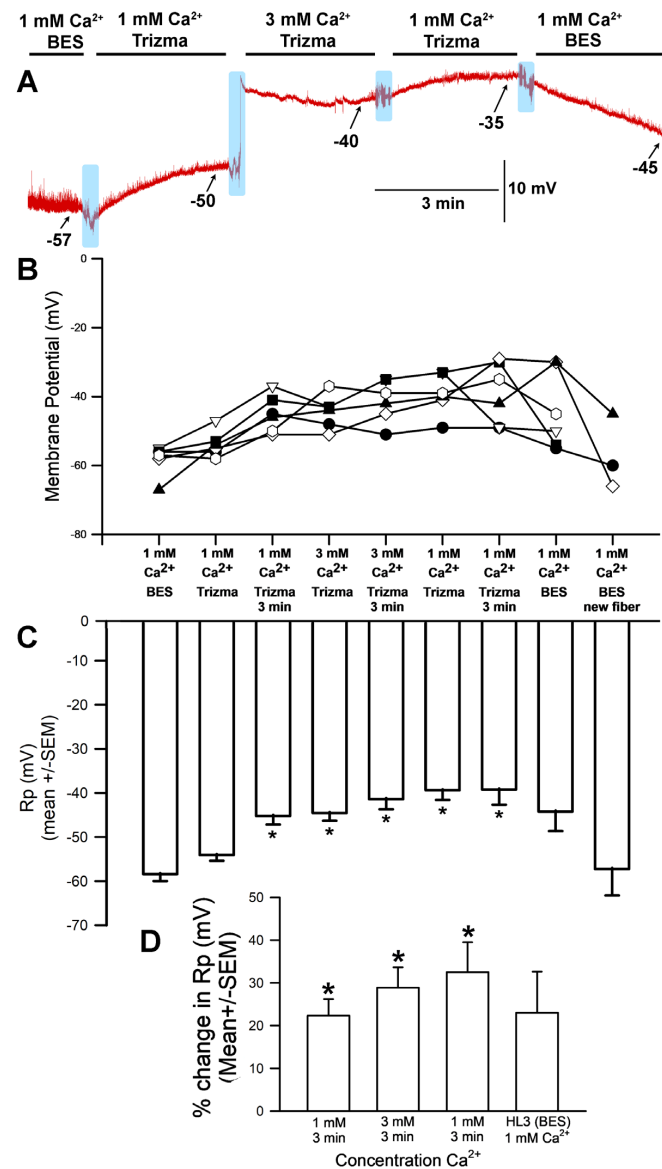 1 mM Ca2+ BES
1 mM Ca2+ Trizma
3 mM Ca2+ Trizma
1 mM Ca2+ Trizma
1 mM Ca2+ BES
A
-57
-50
-40
-35
-45
3 min
10 mV
B
Membrane Potential (mV)
0
-20
-40
-60
-80
1 mM Ca2+ BES
1 mM Ca2+ Trizma
1 mM Ca2+ Trizma 3 min
3 mM Ca2+ Trizma
3 mM Ca2+ Trizma 3 min
1 mM Ca2+ Trizma
1 mM Ca2+ Trizma 3 min
1 mM Ca2+ BES
1 mM Ca2+ BES new fiber
C
Rp (mV)
(mean +/-SEM)
0
-10
-20
-30
-40
-50
-60
-70
* * * * *
D
% change in Rp (mV)
(Mean+/-SEM)
50
40
30
20
10
0
* * *
1 mM 3 min
3 mM 3 min
1 mM 3 min
HL3 (BES) 1 mM Ca2+
Concentration Ca2+